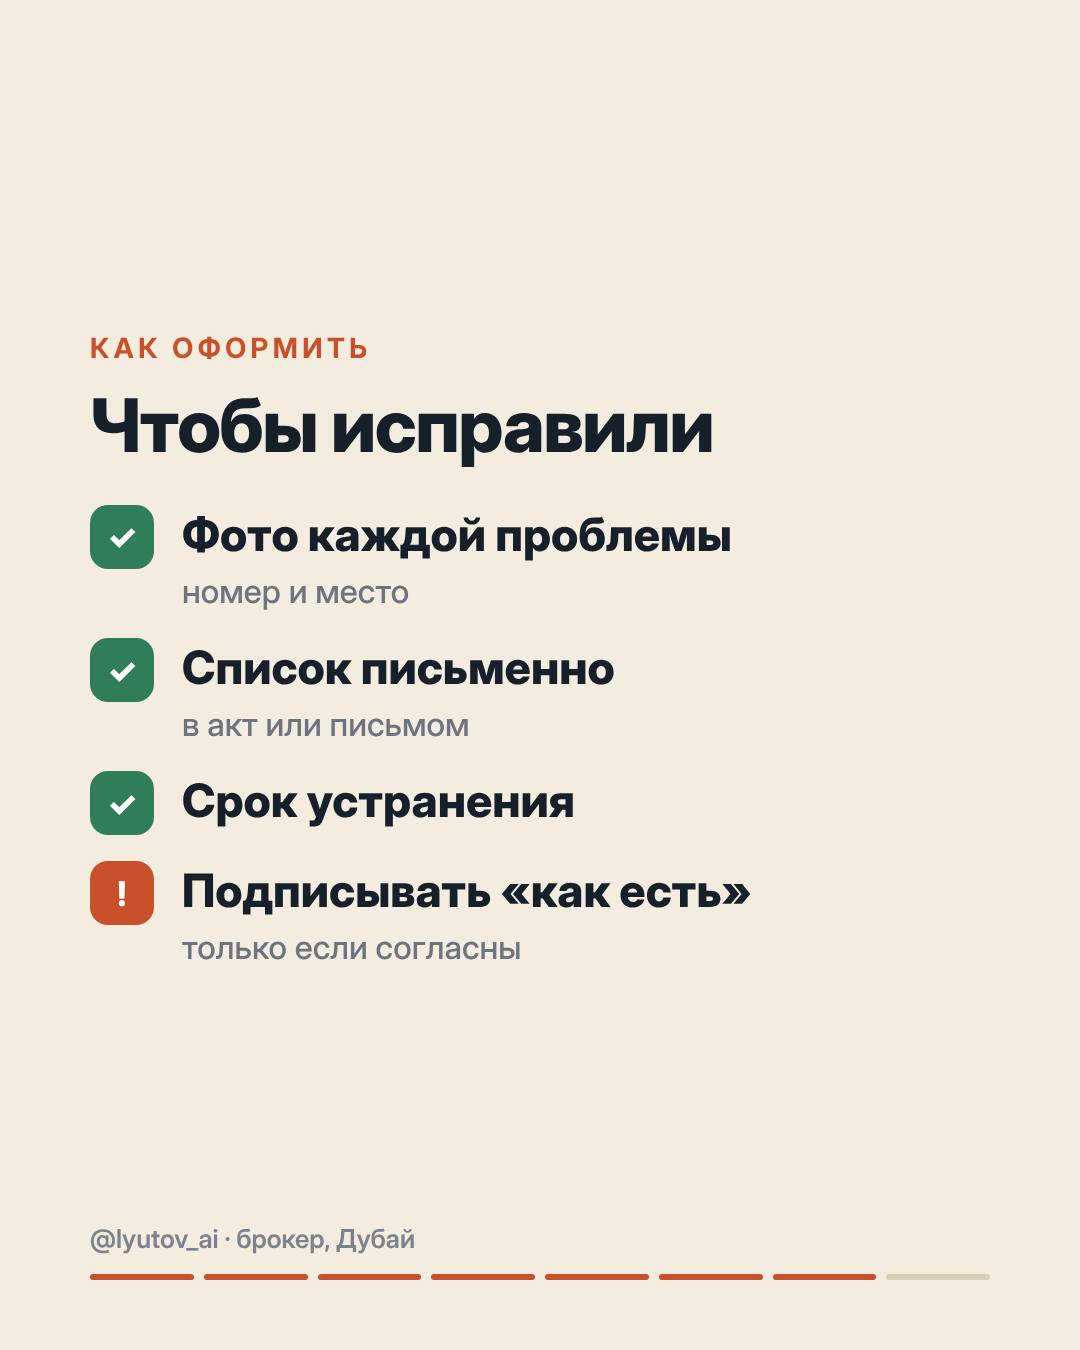 КАК ОФОРМИТЬ
Чтобы исправили
Фото каждой проблемы
номер и место
Список письменно
в акт или письмом
Срок устранения
!
Подписывать «как есть»
только если согласны
@lyutov_ai · брокер, Дубай